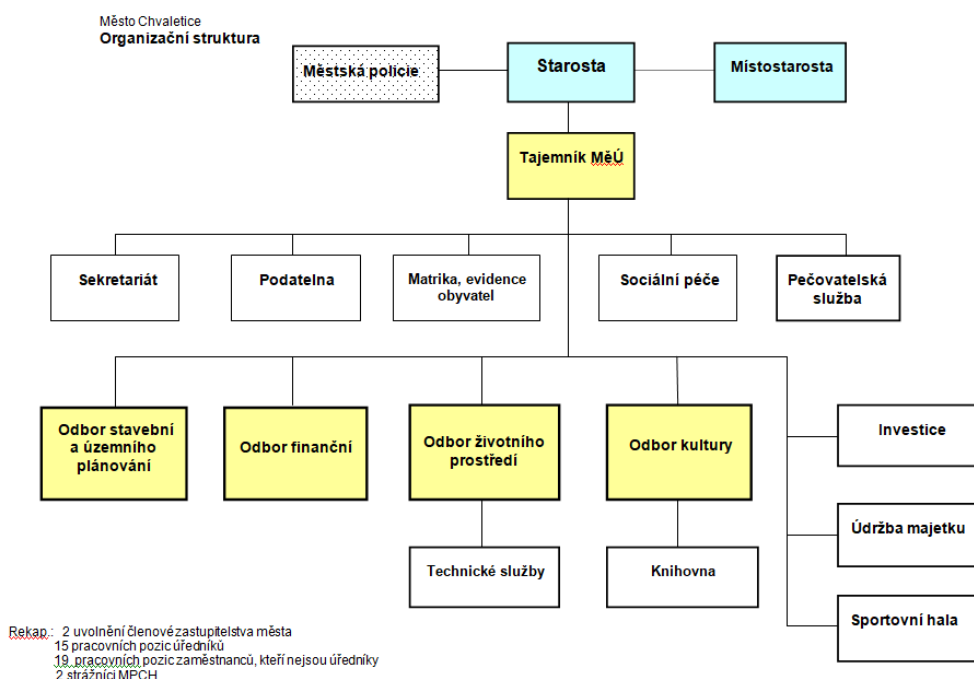 Město Chvaletice
Organizační struktura
Městská policie
Starosta
Místostarosta
Tajemník MěÚ
Sekretariát
Podatelna
Matrika, evidence
obyvatel
Sociální péče
Pečovatelská
služba
Odbor stavební
a územního
plánování
Odbor finanční
Odbor životního
prostředí
Odbor kultury
Investice
Údržba majetku
Sportovní hala
Technické služby
Knihovna
Rekap.: 2 uvolnění členové zastupitelstva města
15 pracovních pozic úředníků
19 pracovních pozic zaměstnanců, kteří nejsou úředníky
2 strážníci MPCH